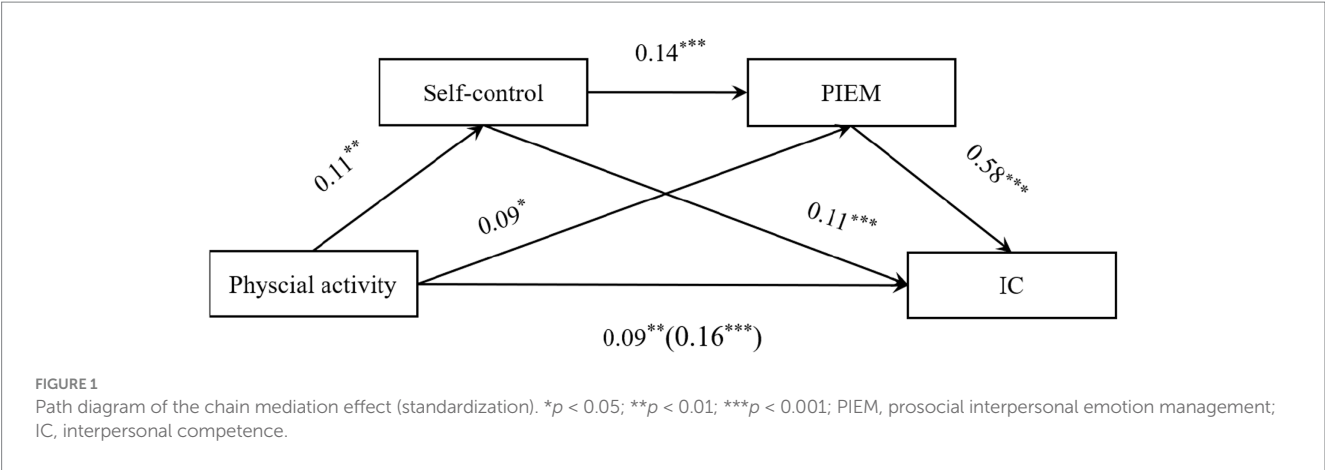 0.14***
Self-control
PIEM
0.11**
0.58***
0.09*
0.11***
Physcial activity
IC
0.09**(0.16***)
FIGURE 1
Path diagram of the chain mediation effect (standardization). *p < 0.05; **p < 0.01; ***p < 0.001; PIEM, prosocial interpersonal emotion management;
IC, interpersonal competence.